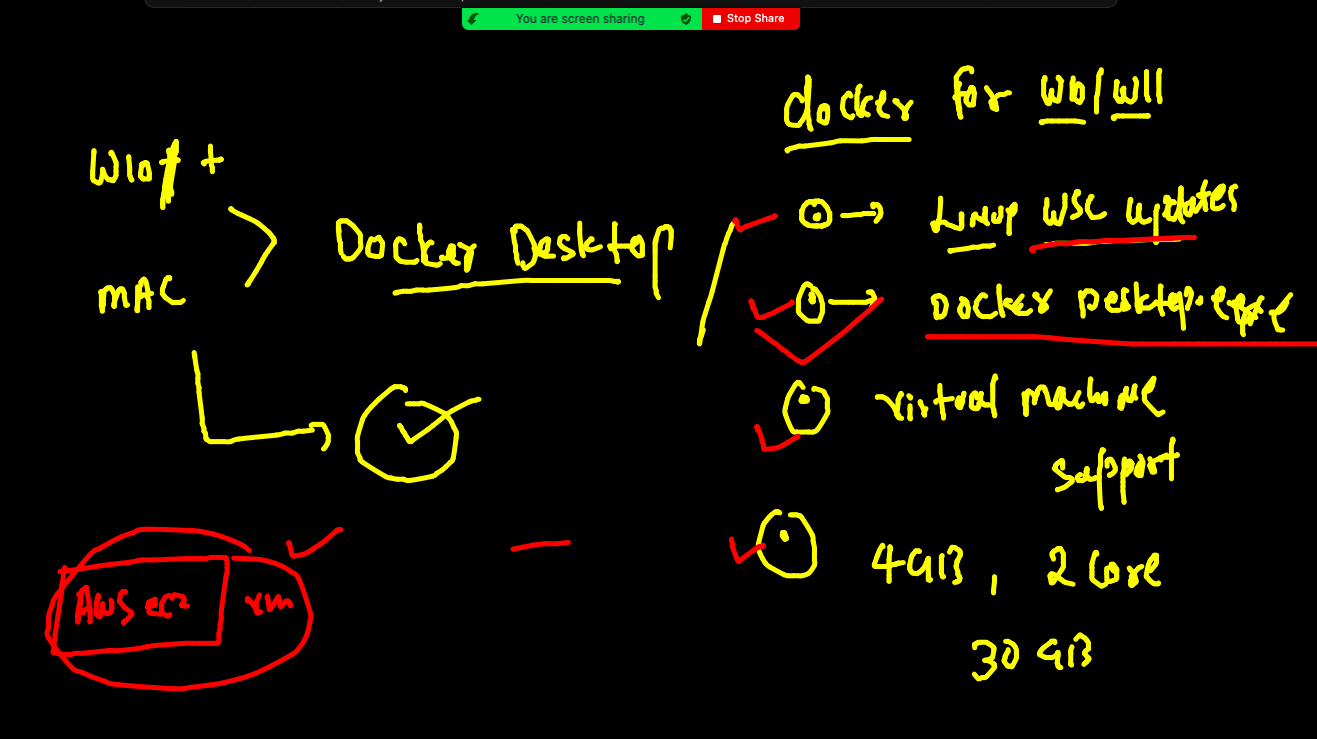 You are screen sharing
Stop Share
docker for W10/W11
W10 +
MAC
Docker Desktop
Linux WSL updates
Docker Desktop.exe
virtual machine
support
4GB, 2 Core
30 GB
AWS EC2 VM